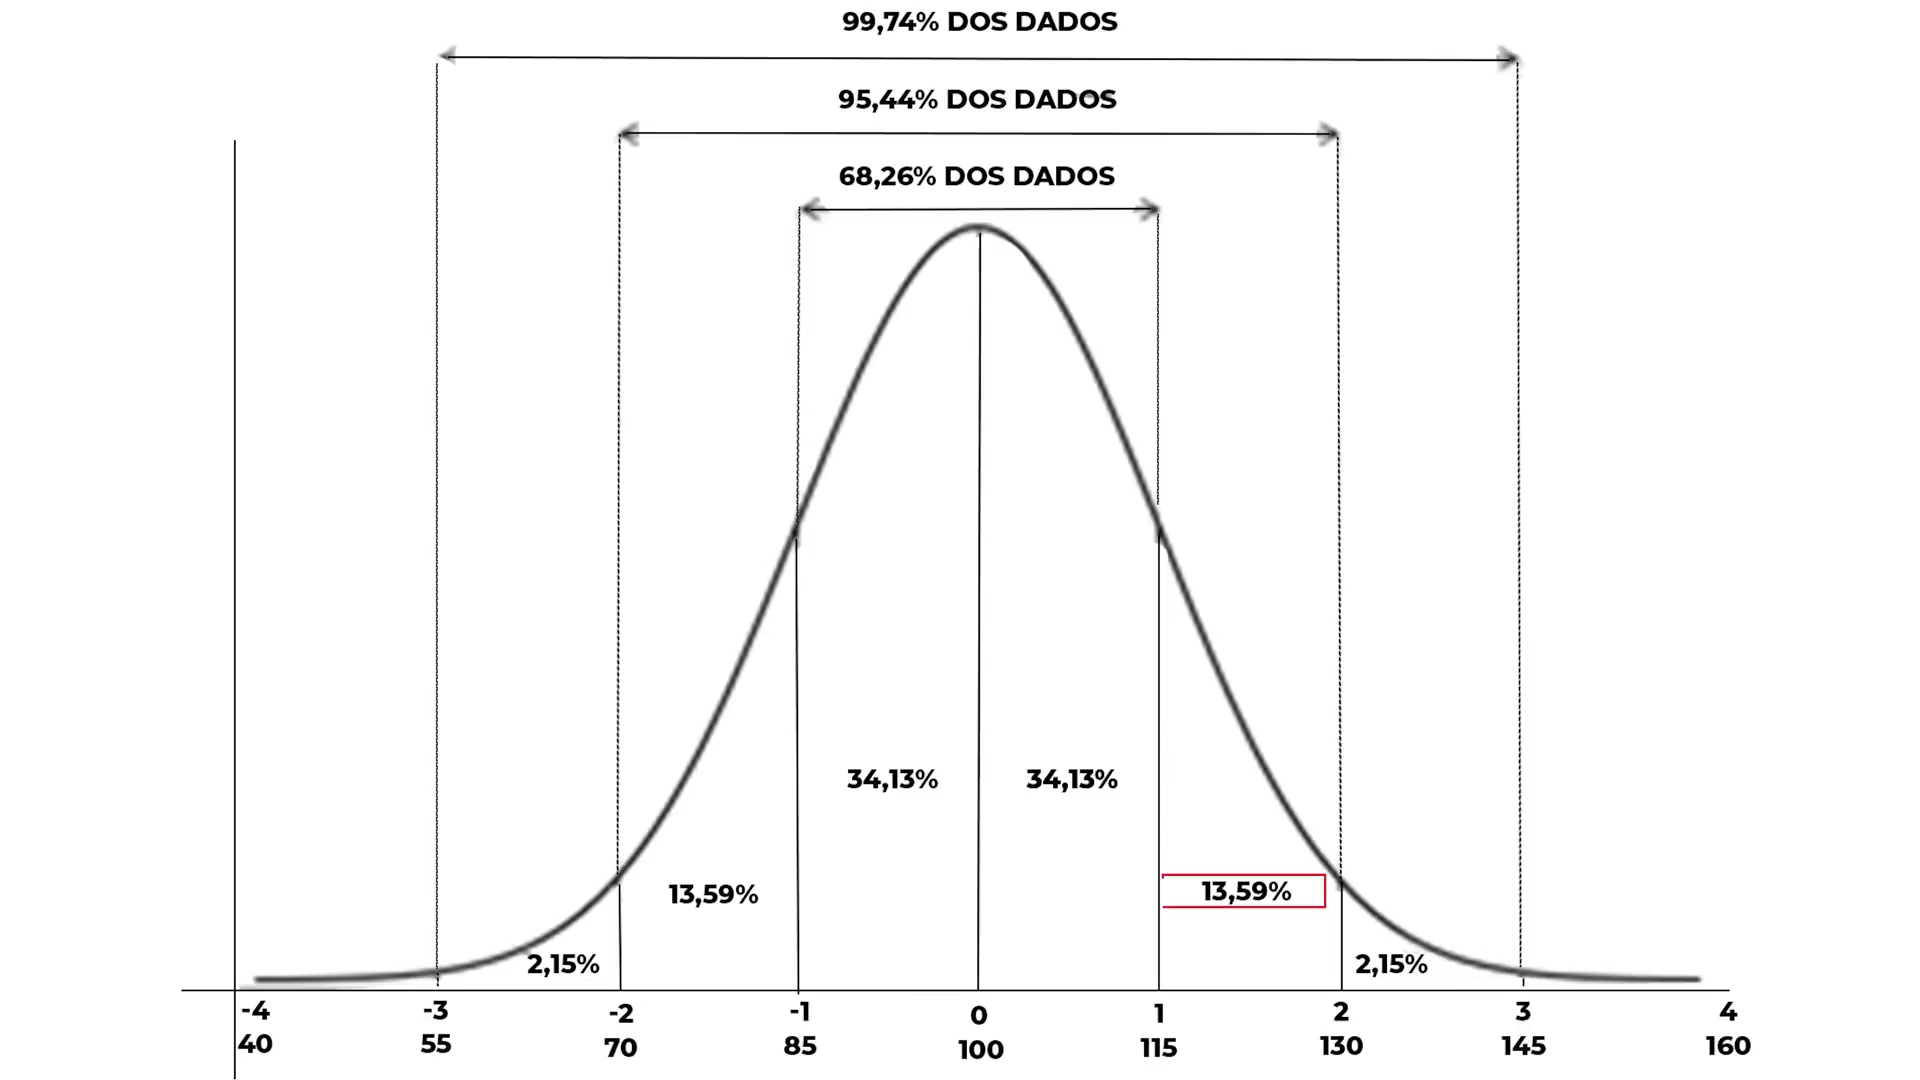 99,74% DOS DADOS
95,44% DOS DADOS
68,26% DOS DADOS
34,13%
34,13%
13,59%
13,59%
2,15%
2,15%
-4 -3 -2 -1 0 1 2 3 4
40 55 70 85 100 115 130 145 160